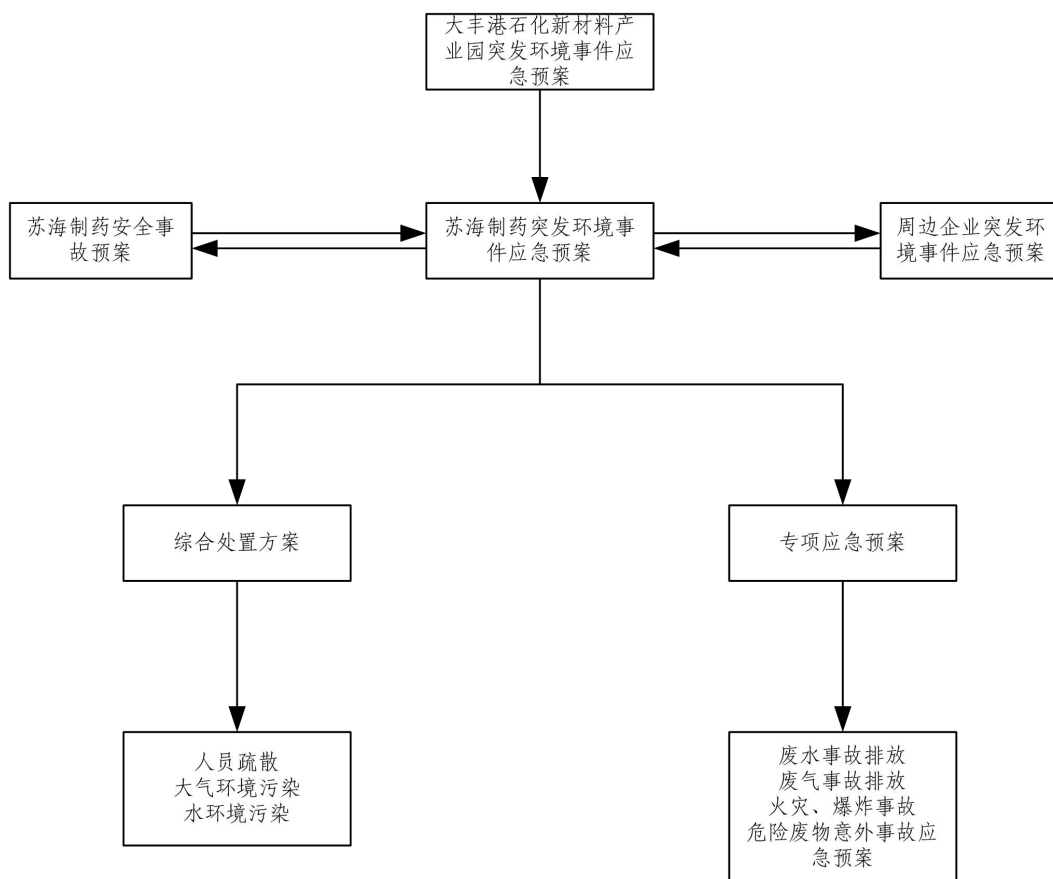 大丰港石化新材料产
业园突发环境事件应
急预案
苏海制药安全事
故预案
苏海制药突发环境事
件应急预案
周边企业突发环
境事件应急预案
综合处置方案
专项应急预案
人员疏散
大气环境污染
水环境污染
废水事故排放
废气事故排放
火灾、爆炸事故
危险废物意外事故应
急预案